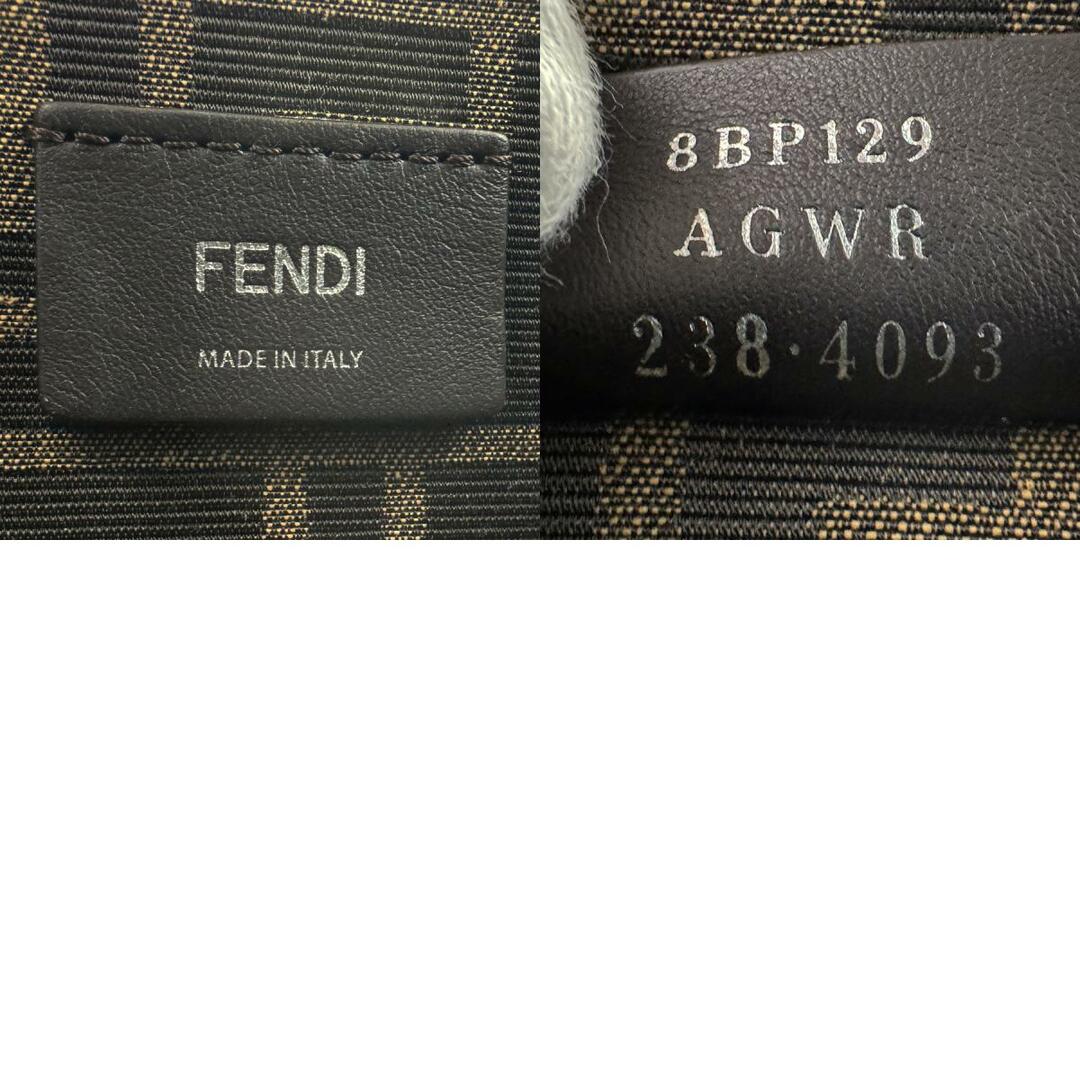 FENDI
MADE IN ITALY
8BP129
AGWR
238·4093